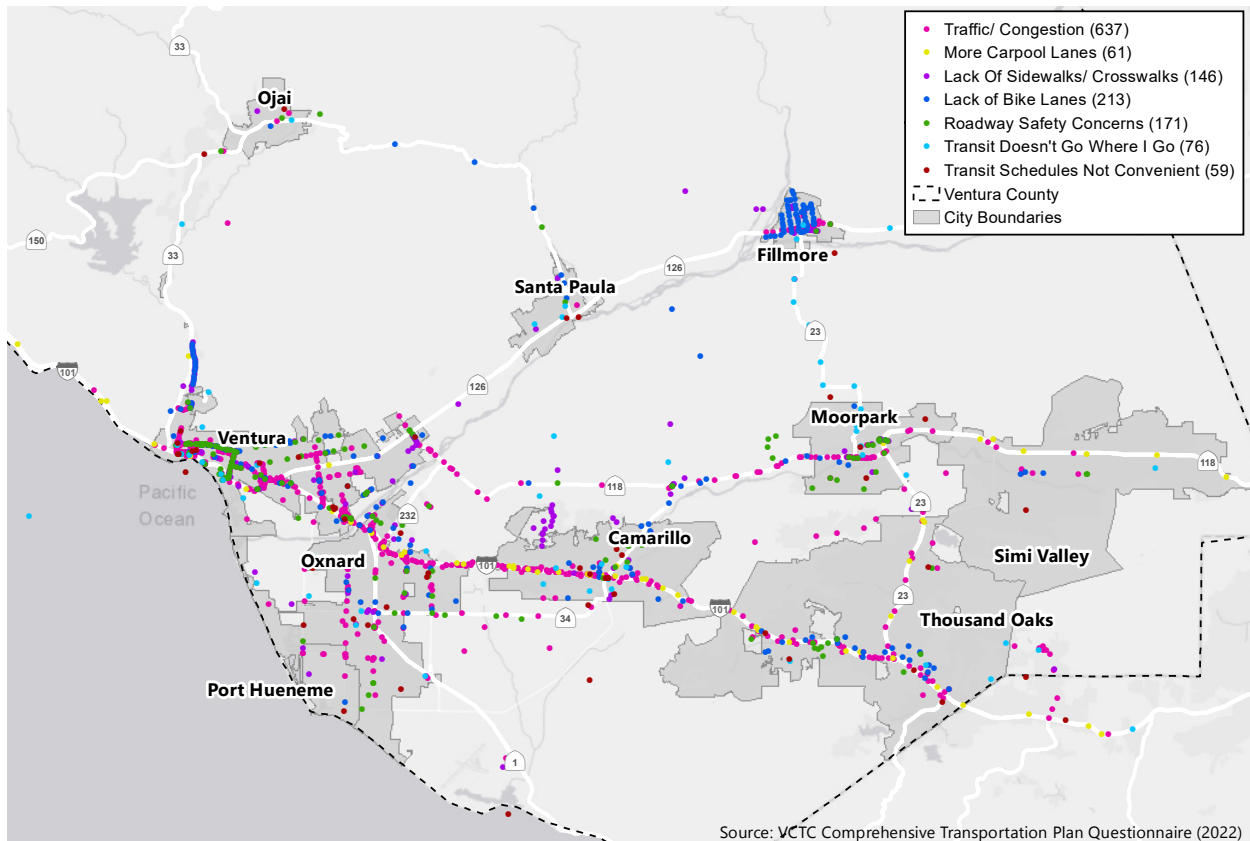 Traffic/ Congestion (637)
More Carpool Lanes (61)
Lack Of Sidewalks/ Crosswalks (146)
Lack of Bike Lanes (213)
Roadway Safety Concerns (171)
Transit Doesn't Go Where I Go (76)
Transit Schedules Not Convenient (59)
Ventura County
City Boundaries
33
Ojai
150
33
126
Fillmore
Santa Paula
23
101
126
Moorpark
Ventura
118
Pacific
Ocean
118
232
23
Camarillo
Oxnard
101
Simi Valley
23
101
34
Thousand Oaks
Port Hueneme
1
Source: VCTC Comprehensive Transportation Plan Questionnaire (2022)